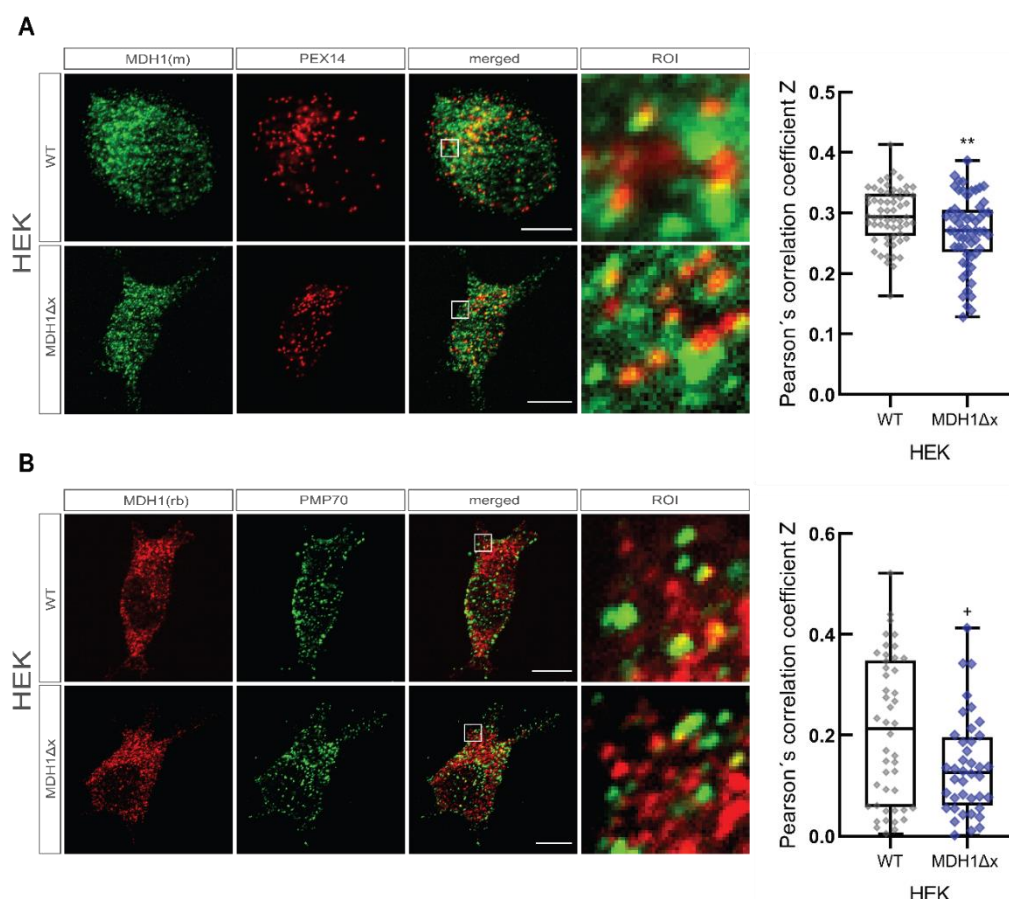 A
MDH1(m) PEX14 merged ROI
WT
MDH1Δx
HEK
Pearson´s correlation coefficient Z
0.5
0.4
0.3
0.2
0.1
0.0
**
WT MDH1Δx
HEK
B
MDH1(rb) PMP70 merged ROI
WT
MDH1Δx
HEK
Pearson´s correlation coefficient Z
0.6
0.4
0.2
0.0
+
WT MDH1Δx
HEK